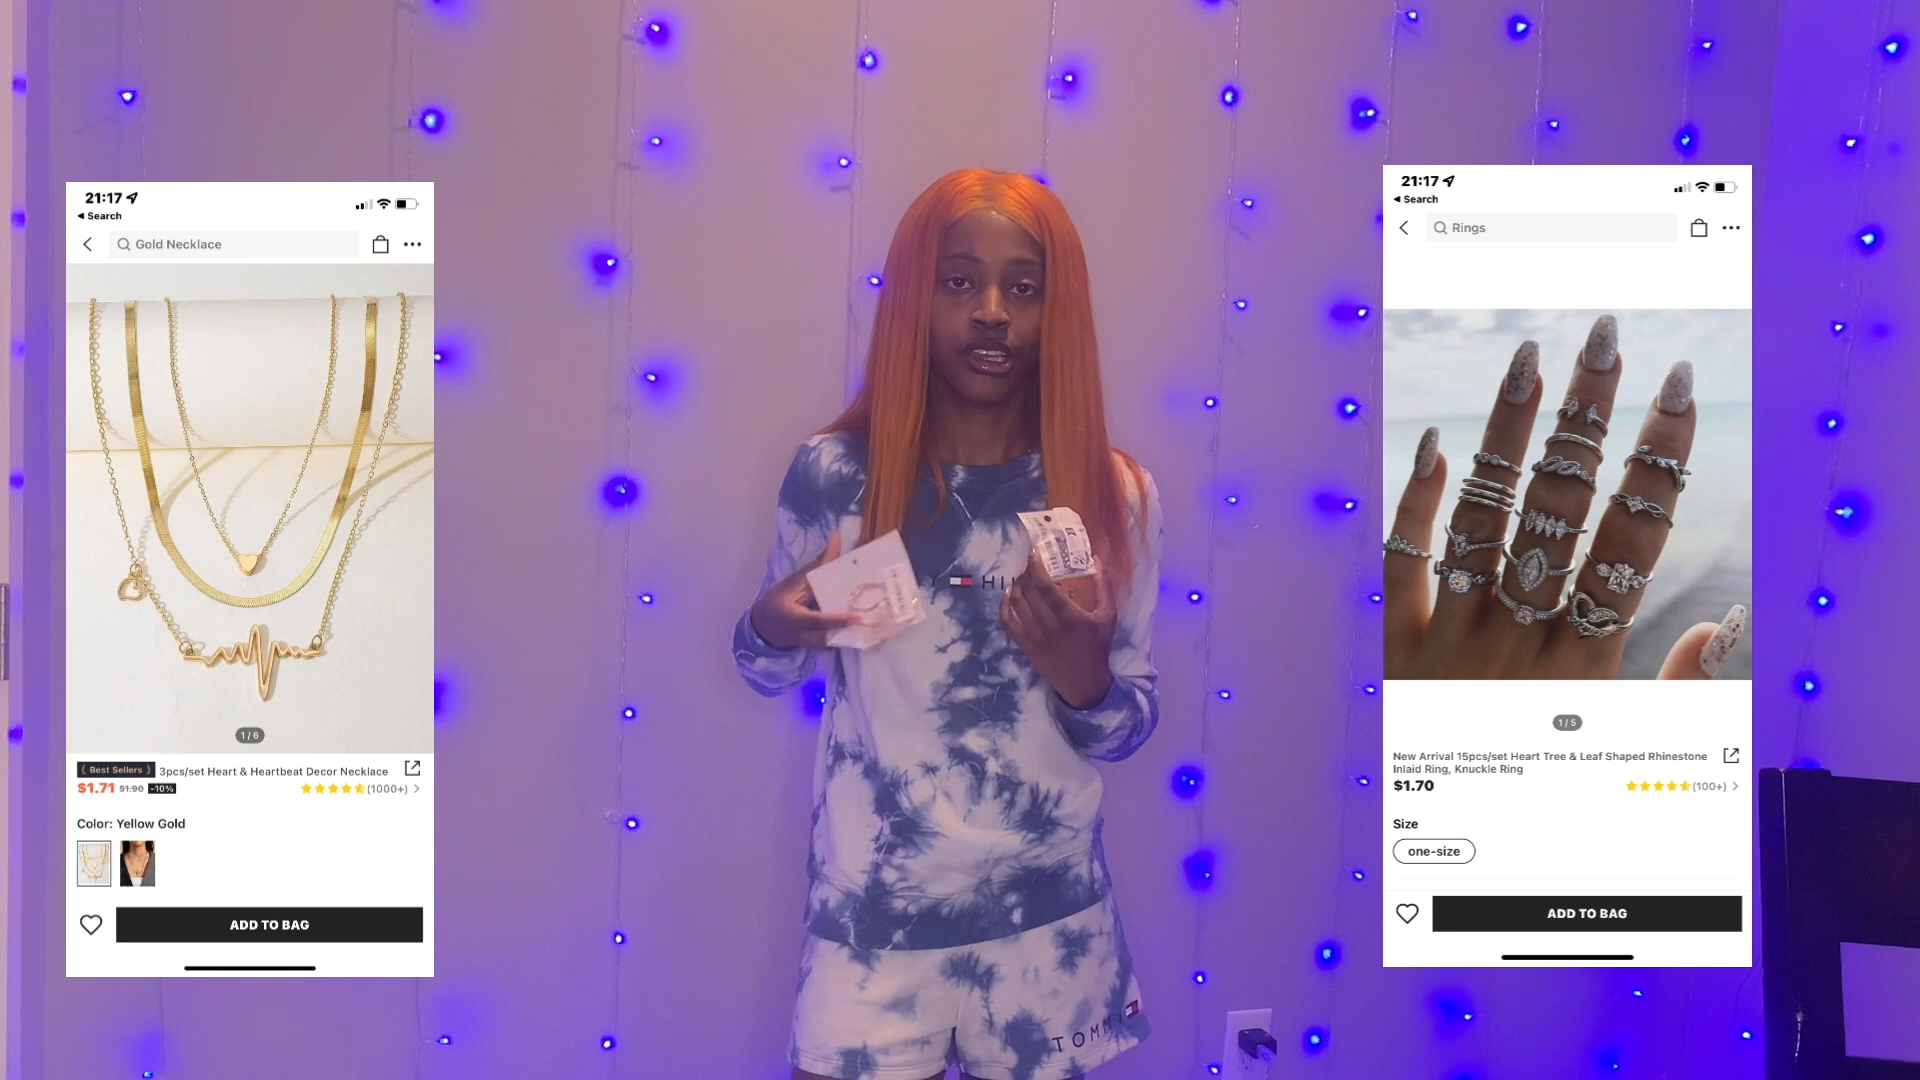 21:17
Search
Gold Necklace
1/6
Best Sellers 3pcs/set Heart & Heartbeat Decor Necklace
$1.71 $1.90 -10%
(1000+)
Color: Yellow Gold
ADD TO BAG
HI
TOMM
21:17
Search
Rings
1/5
New Arrival 15pcs/set Heart Tree & Leaf Shaped Rhinestone
Inlaid Ring, Knuckle Ring
$1.70
(100+)
Size
one-size
ADD TO BAG